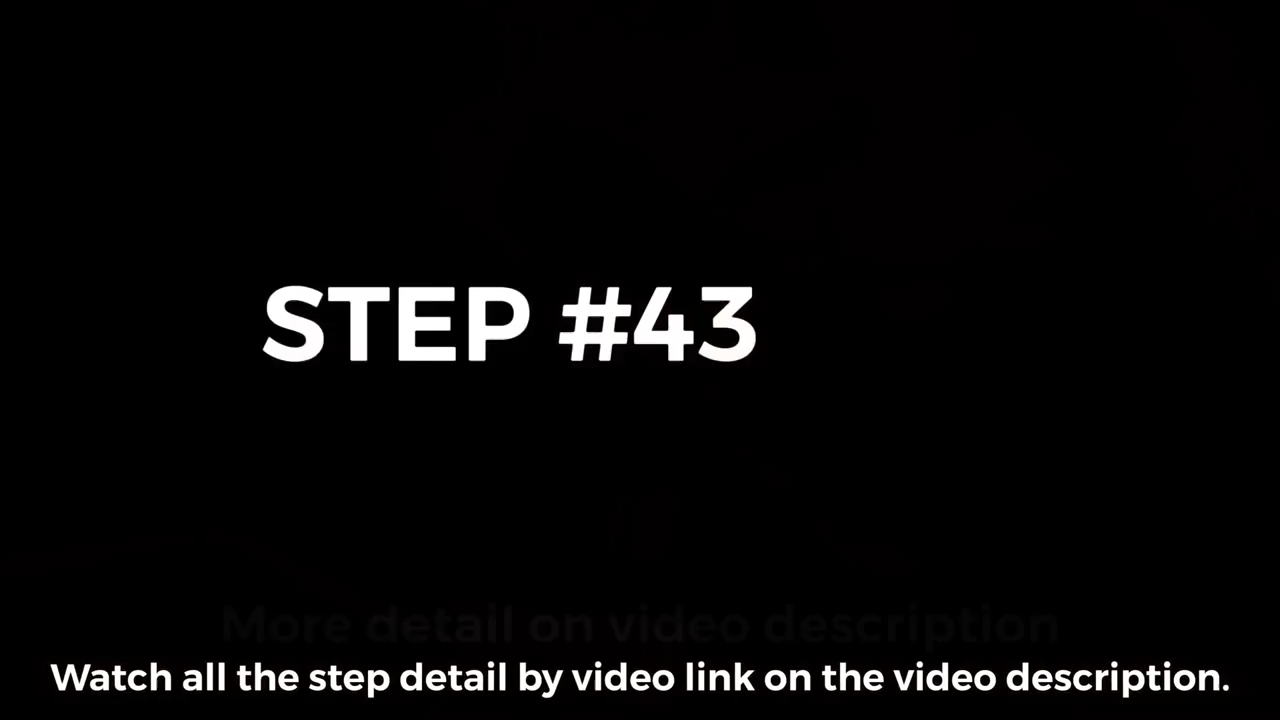 STEP #43
More detail on video description
Watch all the step detail by video link on the video description.